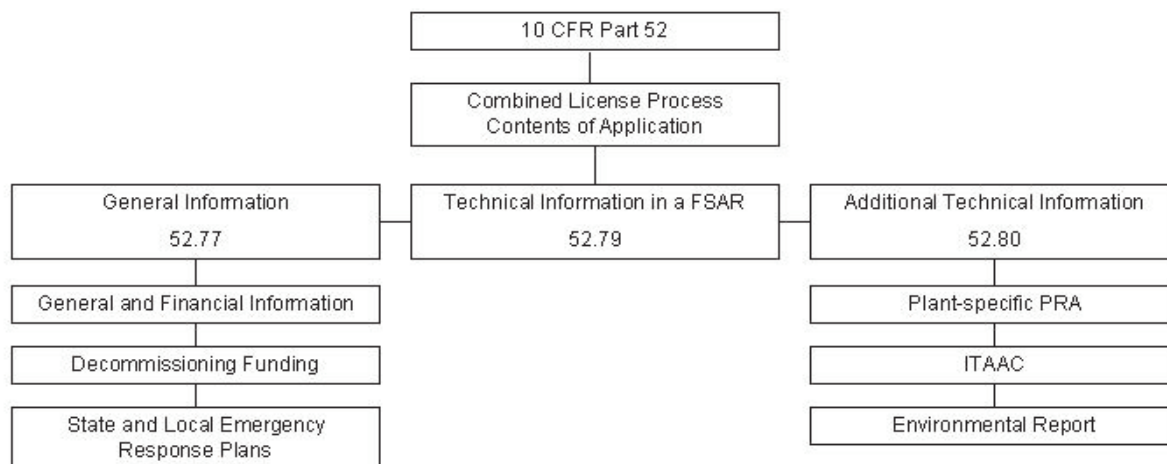 10 CFR Part 52
Combined License Process
Contents of Application
General Information
52.77
Technical Information in a FSAR
52.79
Additional Technical Information
52.80
General and Financial Information
Decommissioning Funding
State and Local Emergency
Response Plans
Plant-specific PRA
ITAAC
Environmental Report